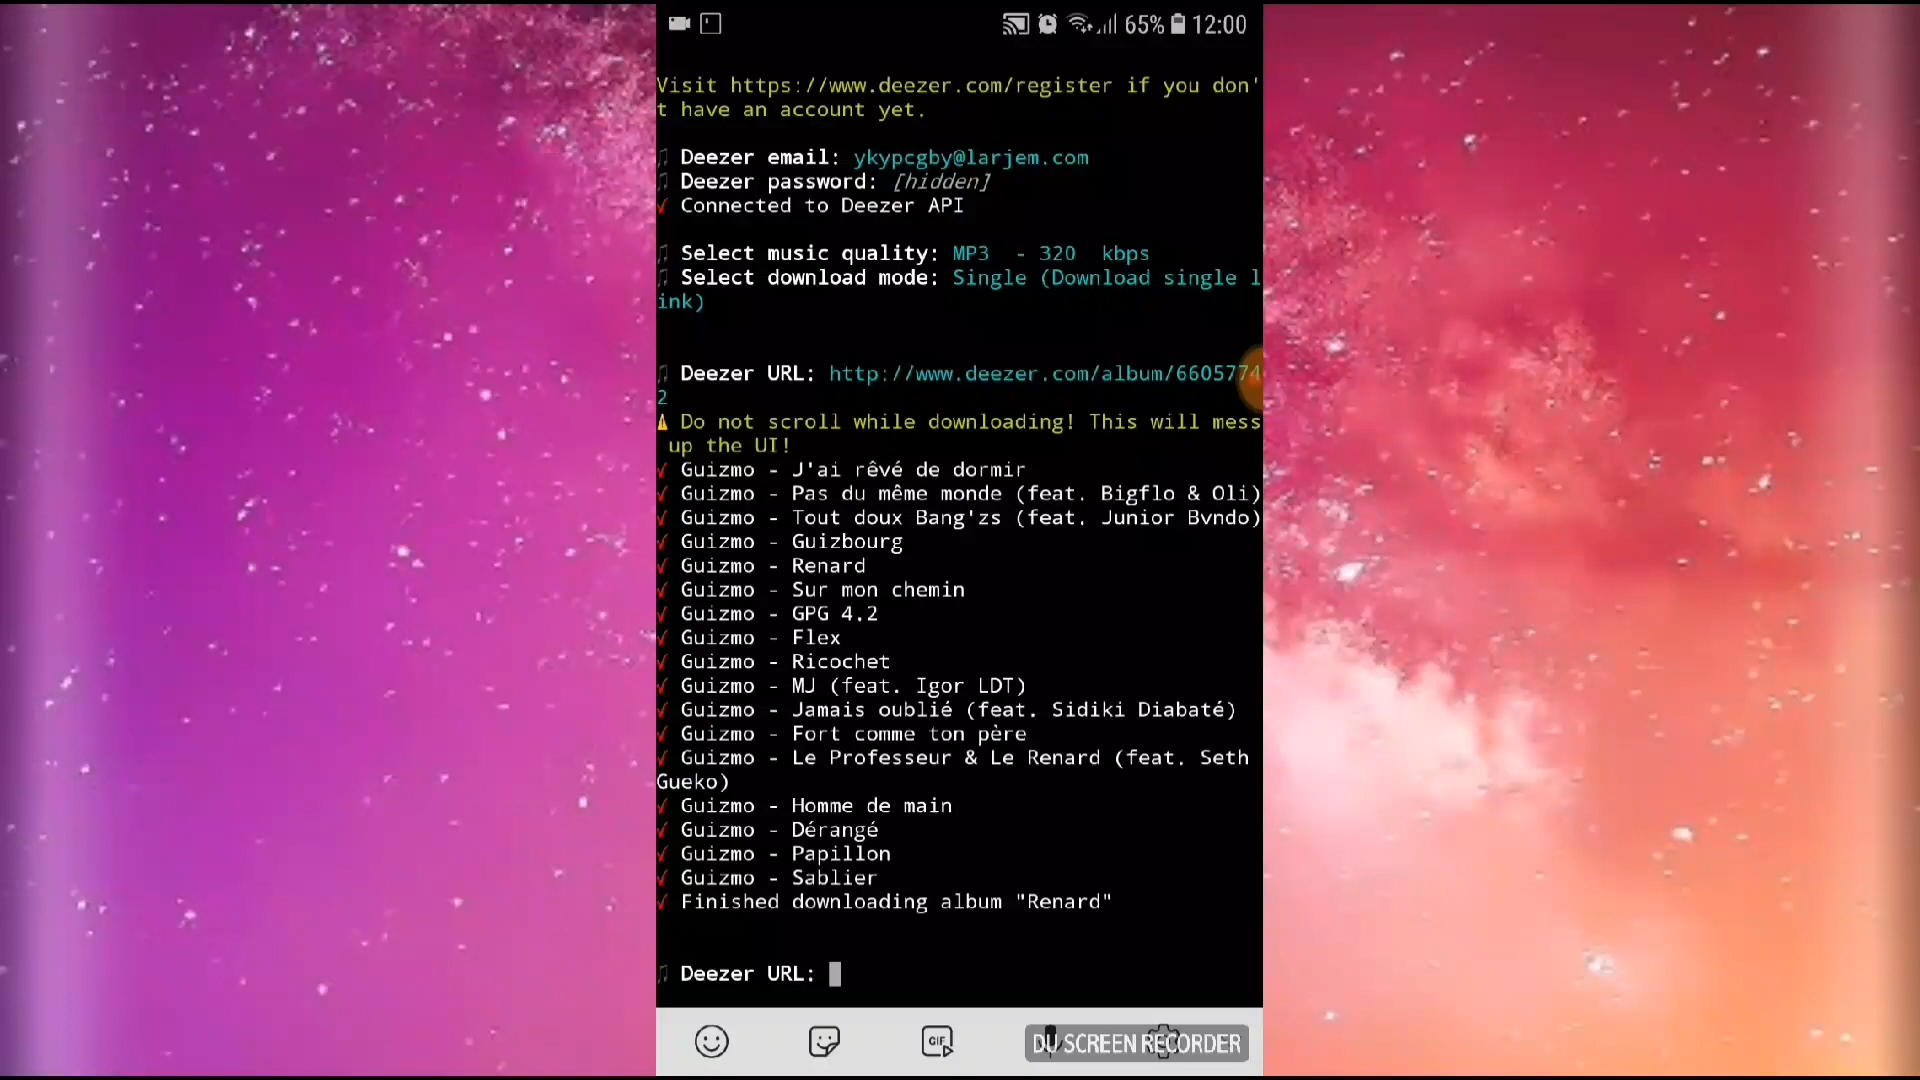 65% 12:00
Visit https://www.deezer.com/register if you don'
t have an account yet.
Deezer email: ykypcgby@larjem.com
Deezer password: [hidden]
✓ Connected to Deezer API
Select music quality: MP3 - 320 kbps
Select download mode: Single (Download single l
ink)
Deezer URL: http://www.deezer.com/album/6605774
2
Do not scroll while downloading! This will mess
up the UI!
✓ Guizmo - J'ai rêvé de dormir
✓ Guizmo - Pas du même monde (feat. Bigflo & Oli)
✓ Guizmo - Tout doux Bang'zs (feat. Junior Bvndo)
✓ Guizmo - Guizbourg
✓ Guizmo - Renard
✓ Guizmo - Sur mon chemin
✓ Guizmo - GPG 4.2
✓ Guizmo - Flex
✓ Guizmo - Ricochet
✓ Guizmo - MJ (feat. Igor LDT)
✓ Guizmo - Jamais oublié (feat. Sidiki Diabaté)
✓ Guizmo - Fort comme ton père
✓ Guizmo - Le Professeur & Le Renard (feat. Seth
Gueko)
✓ Guizmo - Homme de main
✓ Guizmo - Dérangé
✓ Guizmo - Papillon
✓ Guizmo - Sablier
✓ Finished downloading album "Renard"
Deezer URL:
GIF
DU SCREEN RECORDER